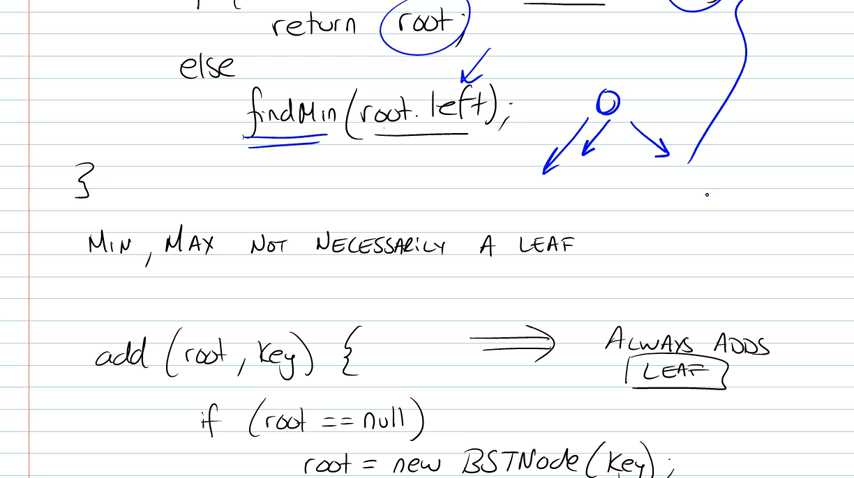 return root;
else
findMin(root.left);
}
MIN, MAX NOT NECESSARILY A LEAF
add (root, key) { ⟹ ALWAYS ADDS
LEAF
if (root == null)
root = new BSTNode(key);